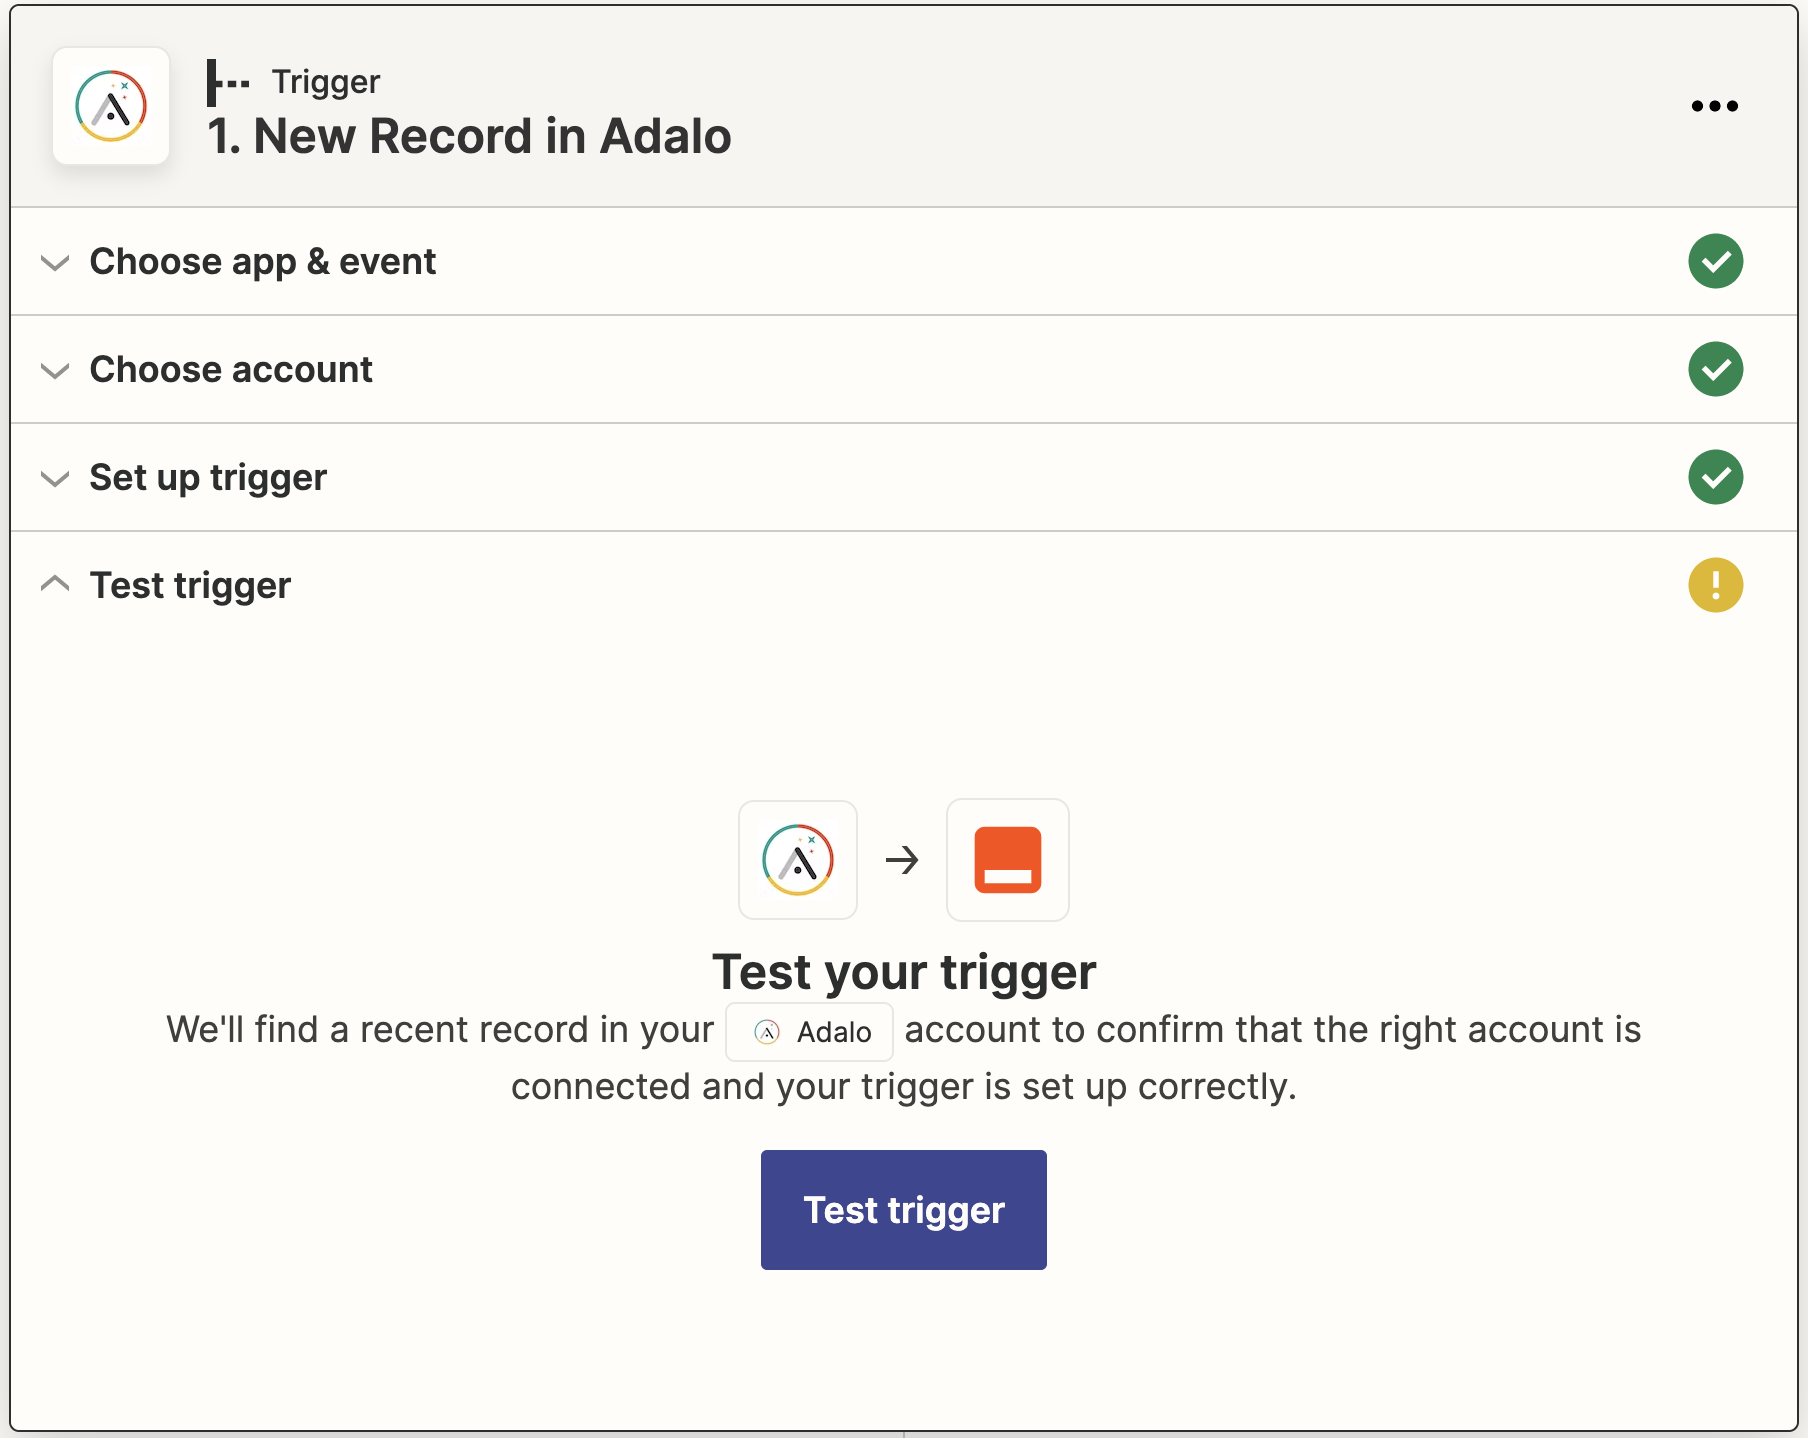 Trigger
1. New Record in Adalo
Choose app & event
Choose account
Set up trigger
Test trigger
Test your trigger
We'll find a recent record in your Adalo account to confirm that the right account is
connected and your trigger is set up correctly.
Test trigger